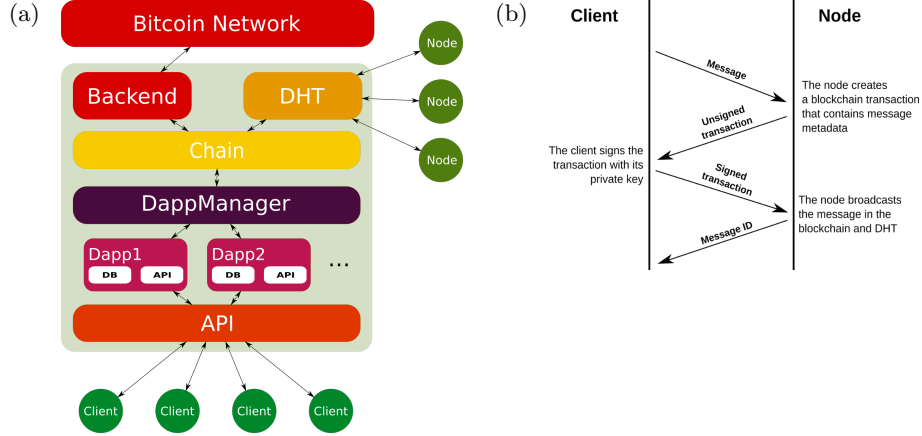 (a)
Bitcoin Network
Node
Backend
DHT
Node
Chain
Node
DappManager
Dapp1
DB
API
Dapp2
DB
API
...
API
Client
Client
Client
Client
(b)
Client
Node
Message
The node creates
a blockchain transaction
that contains message
metadata
Unsigned
transaction
The client signs the
transaction with its
private key
Signed
transaction
The node broadcasts
the message in the
blockchain and DHT
Message ID